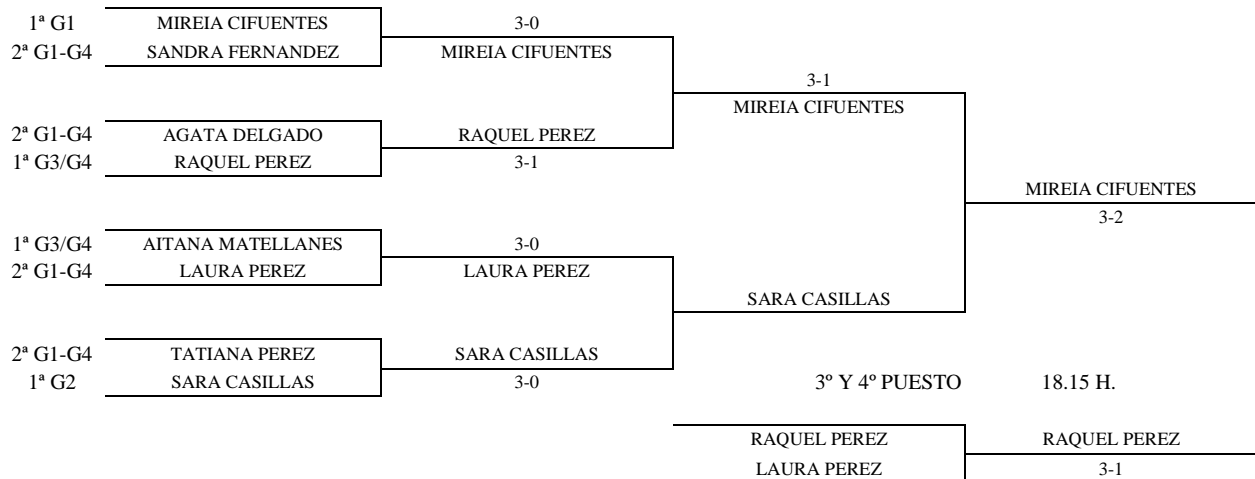 1ª G1 MIREIA CIFUENTES 3-0
2ª G1-G4 SANDRA FERNANDEZ MIREIA CIFUENTES
3-1
MIREIA CIFUENTES
2ª G1-G4 AGATA DELGADO RAQUEL PEREZ
1ª G3/G4 RAQUEL PEREZ 3-1
MIREIA CIFUENTES
3-2
1ª G3/G4 AITANA MATELLANES 3-0
2ª G1-G4 LAURA PEREZ LAURA PEREZ
SARA CASILLAS
2ª G1-G4 TATIANA PEREZ SARA CASILLAS
1ª G2 SARA CASILLAS 3-0 3º Y 4º PUESTO 18.15 H.
RAQUEL PEREZ RAQUEL PEREZ
LAURA PEREZ 3-1